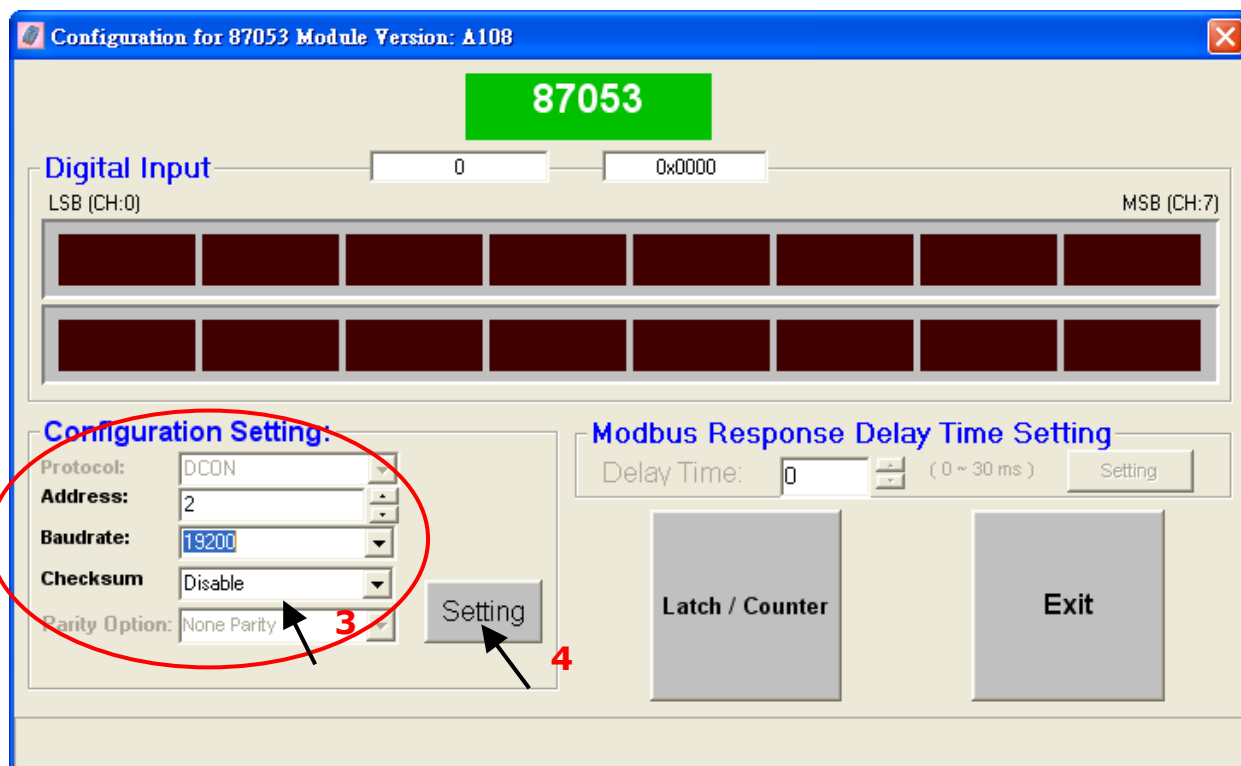 Configuration for 87053 Module Version: A108
87053
Digital Input 0 0x0000
LSB (CH:0) MSB (CH:7)
Configuration Setting:
Protocol: DCON
Address: 2
Baudrate: 19200
Checksum Disable
Parity Option: None Parity
3
Setting
4
Modbus Response Delay Time Setting
Delay Time: 0 ( 0 ~ 30 ms ) Setting
Latch / Counter
Exit